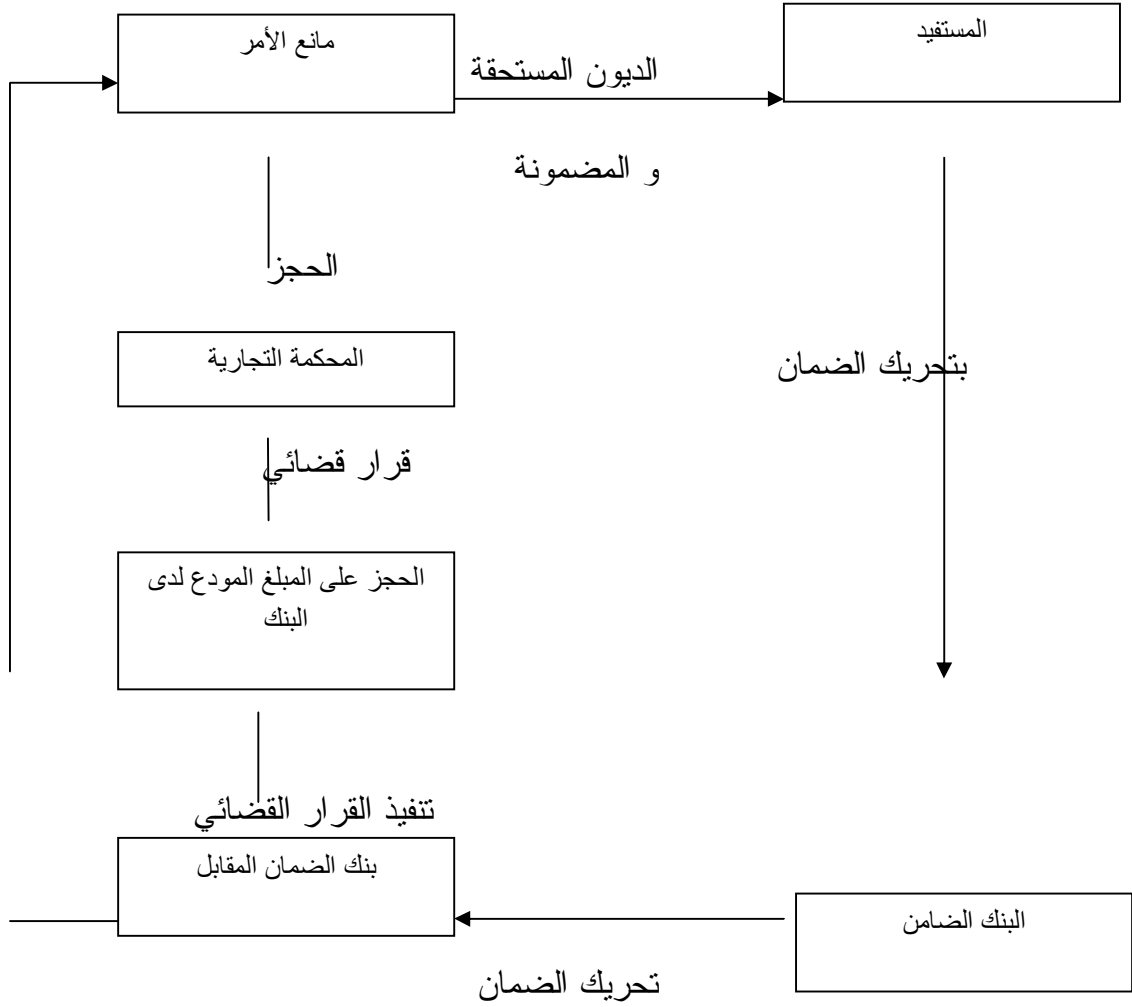 المستفيد
مانع الأمر
الديون المستحقة
و المضمونة
الحجز
المحكمة التجارية
بتحريك الضمان
قرار قضائي
الحجز على المبلغ المودع لدى
البنك
تنفيذ القرار القضائي
بنك الضمان المقابل
البنك الضامن
تحريك الضمان